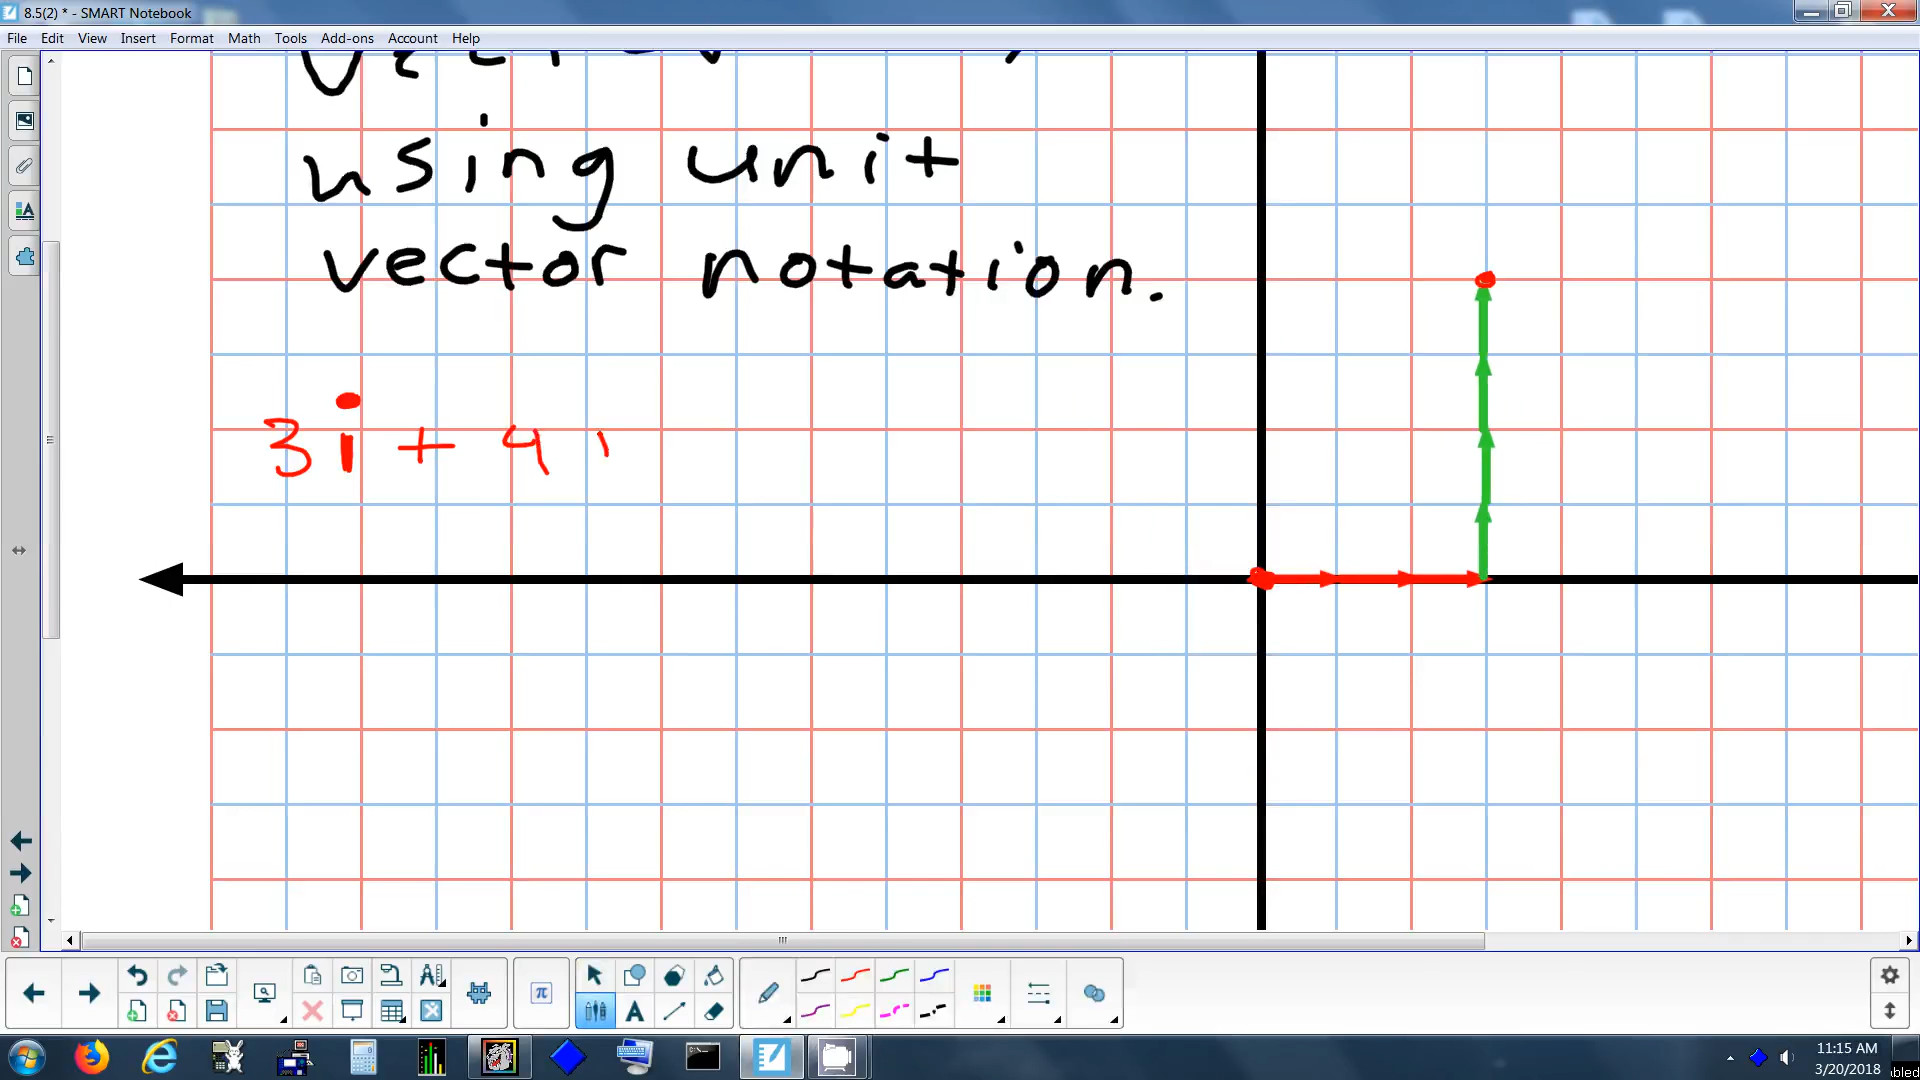 8.5(2) * - SMART Notebook
File Edit View Insert Format Math Tools Add-ons Account Help
using unit
vector notation.
3i + 4
π
A
11:15 AM
3/20/2018
bled